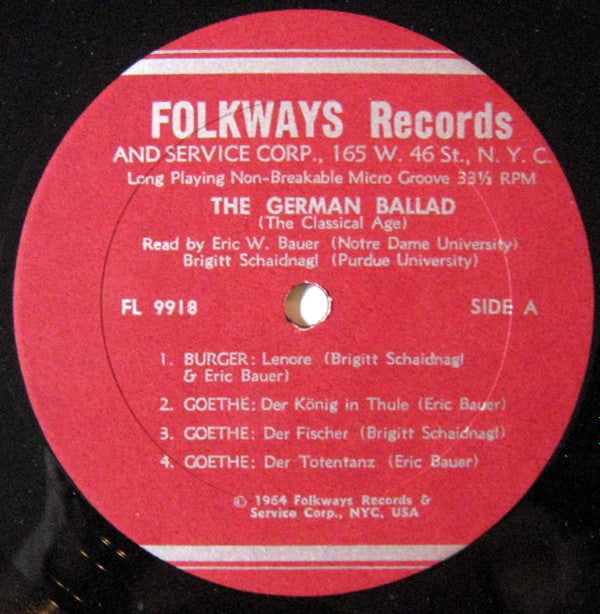 FOLKWAYS Records
AND SERVICE CORP., 165 W. 46 St., N. Y. C.
Long Playing Non-Breakable Micro Groove 33⅓ RPM
THE GERMAN BALLAD
(The Classical Age)
Read by Eric W. Bauer (Notre Dame University)
Brigitt Schaidnagl (Purdue University)
FL 9918 SIDE A
1. BURGER: Lenore (Brigitt Schaidnagl
& Eric Bauer)
2. GOETHE: Der König in Thule (Eric Bauer)
3. GOETHE: Der Fischer (Brigitt Schaidnagl)
4. GOETHE: Der Totentanz (Eric Bauer)
© 1964 Folkways Records &
Service Corp., NYC, USA